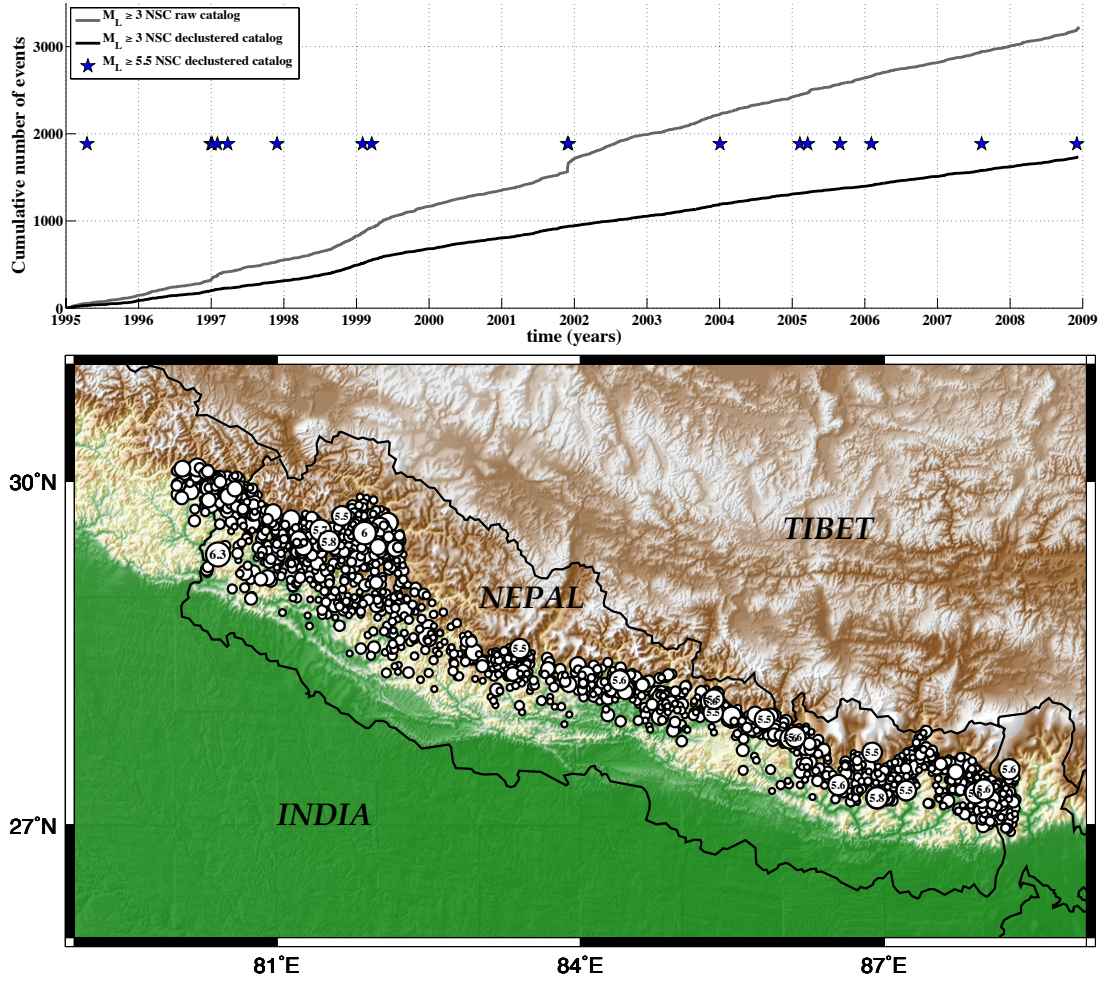 M_L ≥ 3 NSC raw catalog
M_L ≥ 3 NSC declustered catalog
M_L ≥ 5.5 NSC declustered catalog
Cumulative number of events
3000
2000
1000
0
1995 1996 1997 1998 1999 2000 2001 2002 2003 2004 2005 2006 2007 2008 2009
time (years)
30°N
27°N
TIBET
NEPAL
INDIA
5.5
5.8
6
6.3
5.5
5.6
5.5
5.5
5.5
5.6
5.8
5.5
5.6
5.6
81°E 84°E 87°E